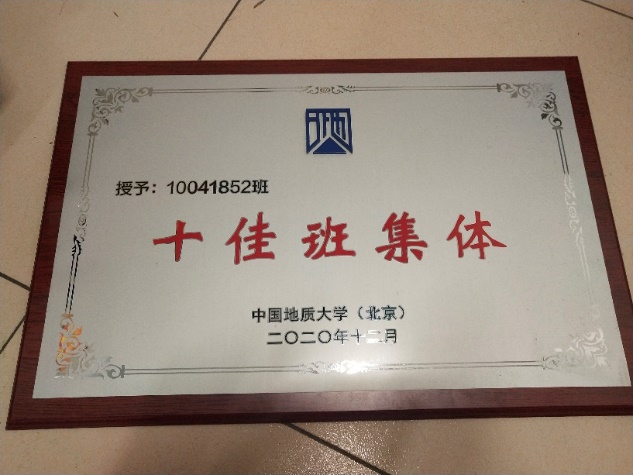 授予：10041852班
十佳班集体
中国地质大学（北京）
二〇二〇年十二月